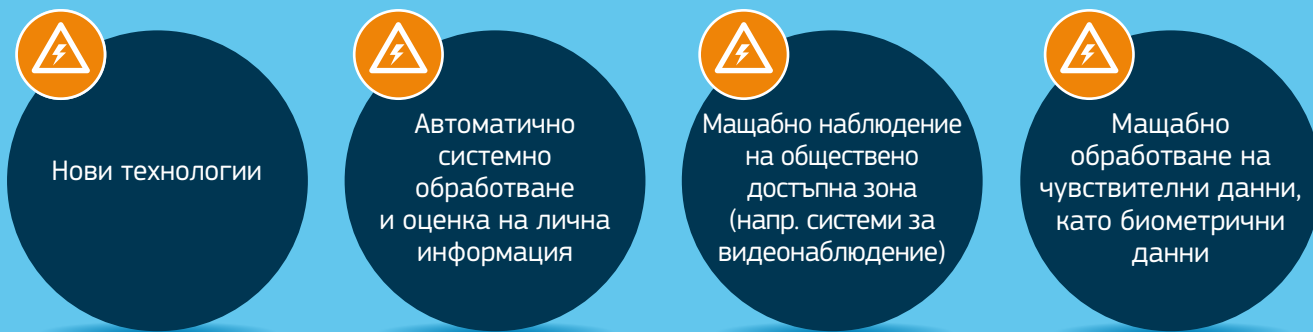 Нови технологии
Автоматично
системно
обработване
и оценка на лична
информация
Мащабно наблюдение
на обществено
достъпна зона
(напр. системи за
видеонаблюдение)
Мащабно
обработване на
чувствителни данни,
като биометрични
данни